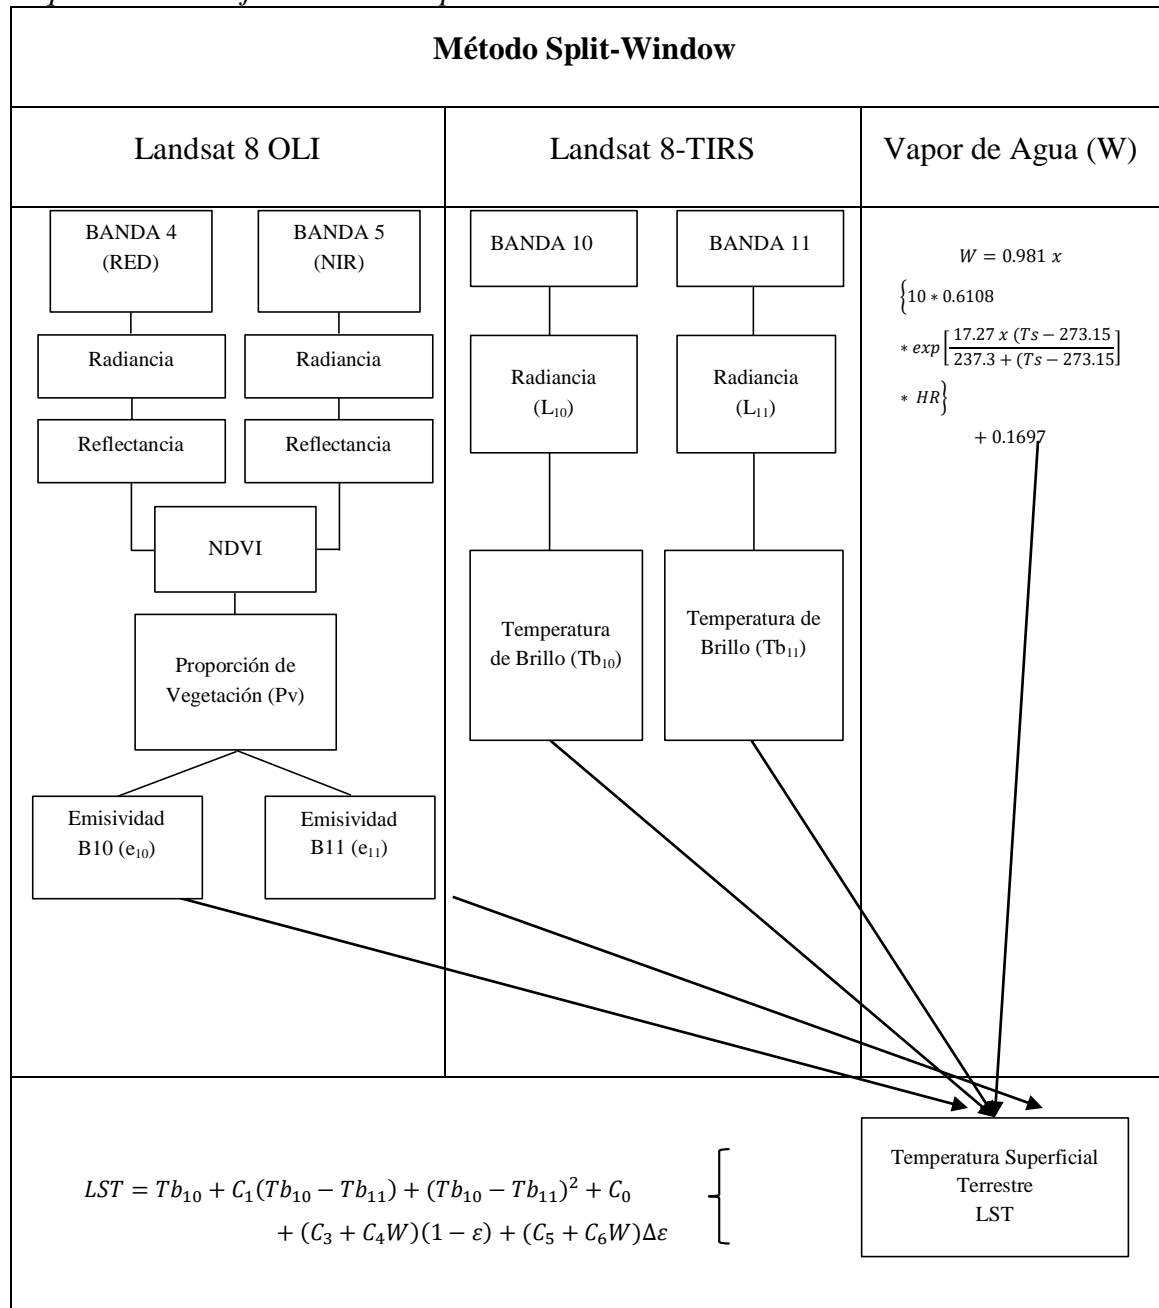 Método Split-Window
Landsat 8 OLI
Landsat 8-TIRS
Vapor de Agua (W)
BANDA 4
(RED)
BANDA 5
(NIR)
Radiancia
Radiancia
Reflectancia
Reflectancia
NDVI
Proporción de
Vegetación (Pv)
Emisividad
B10 (e₁₀)
Emisividad
B11 (e₁₁)
BANDA 10
BANDA 11
Radiancia
(L₁₀)
Radiancia
(L₁₁)
Temperatura
de Brillo (Tb₁₀)
Temperatura de
Brillo (Tb₁₁)
W = 0.981 x
{10 * 0.6108
* exp [17.27 x (Ts − 273.15
237.3 + (Ts − 273.15]
* HR}
+ 0.1697
LST = Tb₁₀ + C₁(Tb₁₀ − Tb₁₁) + (Tb₁₀ − Tb₁₁)² + C₀
+ (C₃ + C₄W)(1 − ε) + (C₅ + C₆W)Δε
Temperatura Superficial
Terrestre
LST